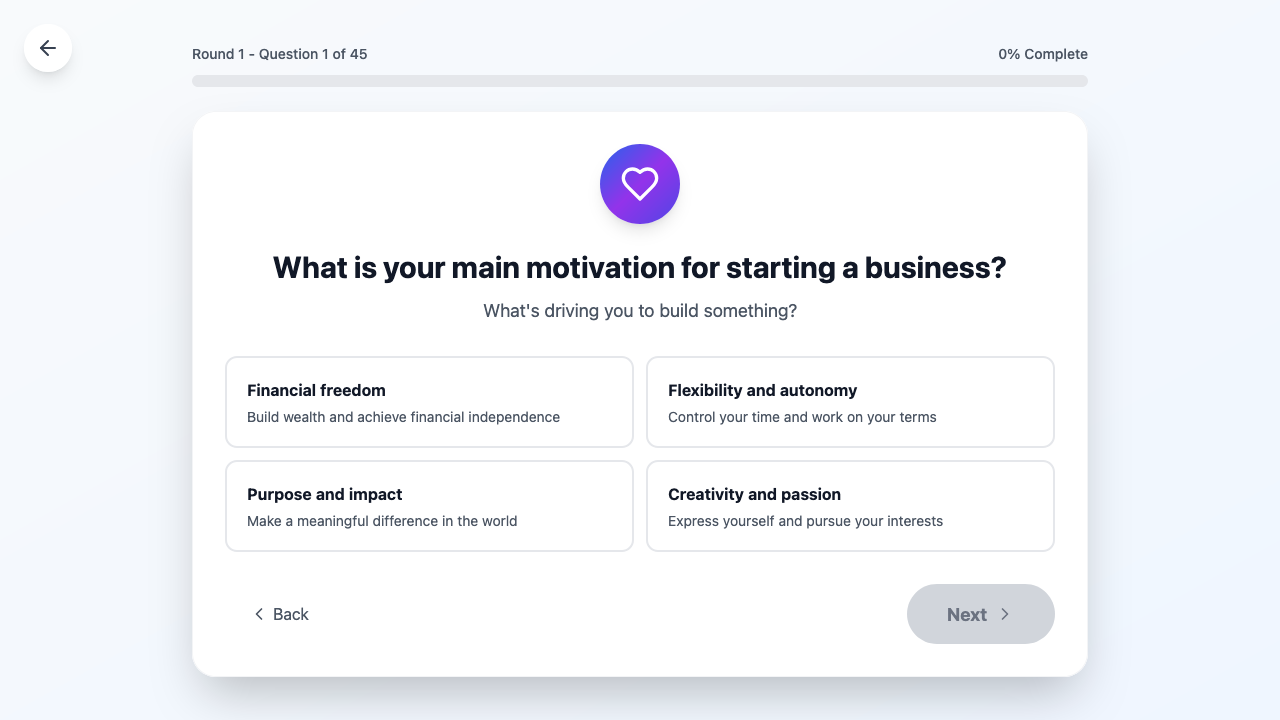 Round 1 - Question 1 of 45
0% Complete
What is your main motivation for starting a business?
What's driving you to build something?
Financial freedom
Build wealth and achieve financial independence
Flexibility and autonomy
Control your time and work on your terms
Purpose and impact
Make a meaningful difference in the world
Creativity and passion
Express yourself and pursue your interests
Back
Next